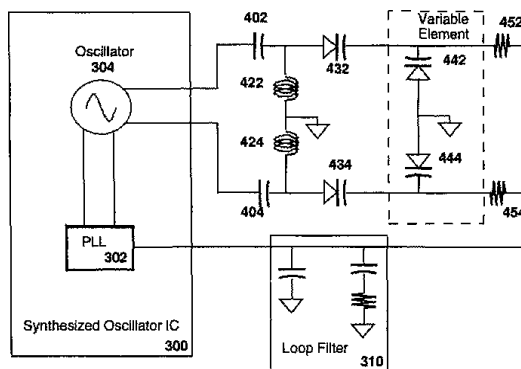 Variable
Element
402
452
Oscillator
304
432
442
422
424
434
444
404
454
PLL
302
Synthesized Oscillator IC
300
Loop Filter
310